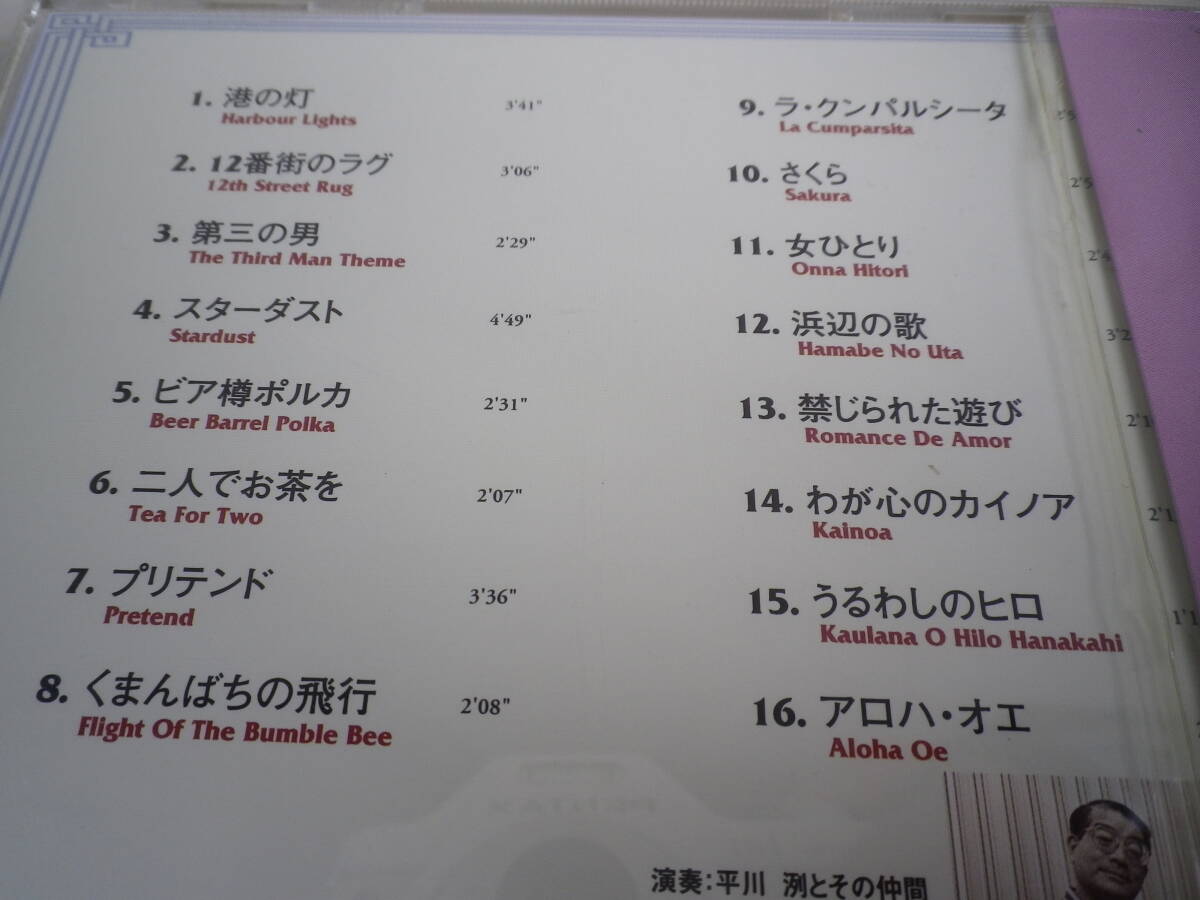 1. 港の灯 3'41"
Harbour Lights
2. 12番街のラグ 3'06"
12th Street Rug
3. 第三の男 2'29"
The Third Man Theme
4. スターダスト 4'49"
Stardust
5. ビア樽ポルカ 2'31"
Beer Barrel Polka
6. 二人でお茶を 2'07"
Tea For Two
7. プリテンド 3'36"
Pretend
8. くまんばちの飛行 2'08"
Flight Of The Bumble Bee
9. ラ・クンパルシータ
La Cumparsita
10. さくら
Sakura
11. 女ひとり
Onna Hitori
12. 浜辺の歌
Hamabe No Uta
13. 禁じられた遊び
Romance De Amor
14. わが心のカイノア
Kainoa
15. うるわしのヒロ
Kaulana O Hilo Hanakahi
16. アロハ・オエ
Aloha Oe
演奏:平川 洌とその仲間